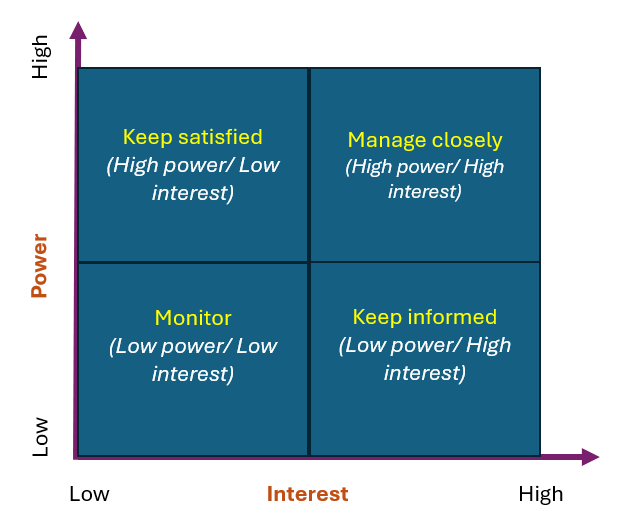 High
Keep satisfied
(High power/ Low
interest)
Manage closely
(High power/ High
interest)
Power
Monitor
(Low power/ Low
interest)
Keep informed
(Low power/ High
interest)
Low
Low
Interest
High